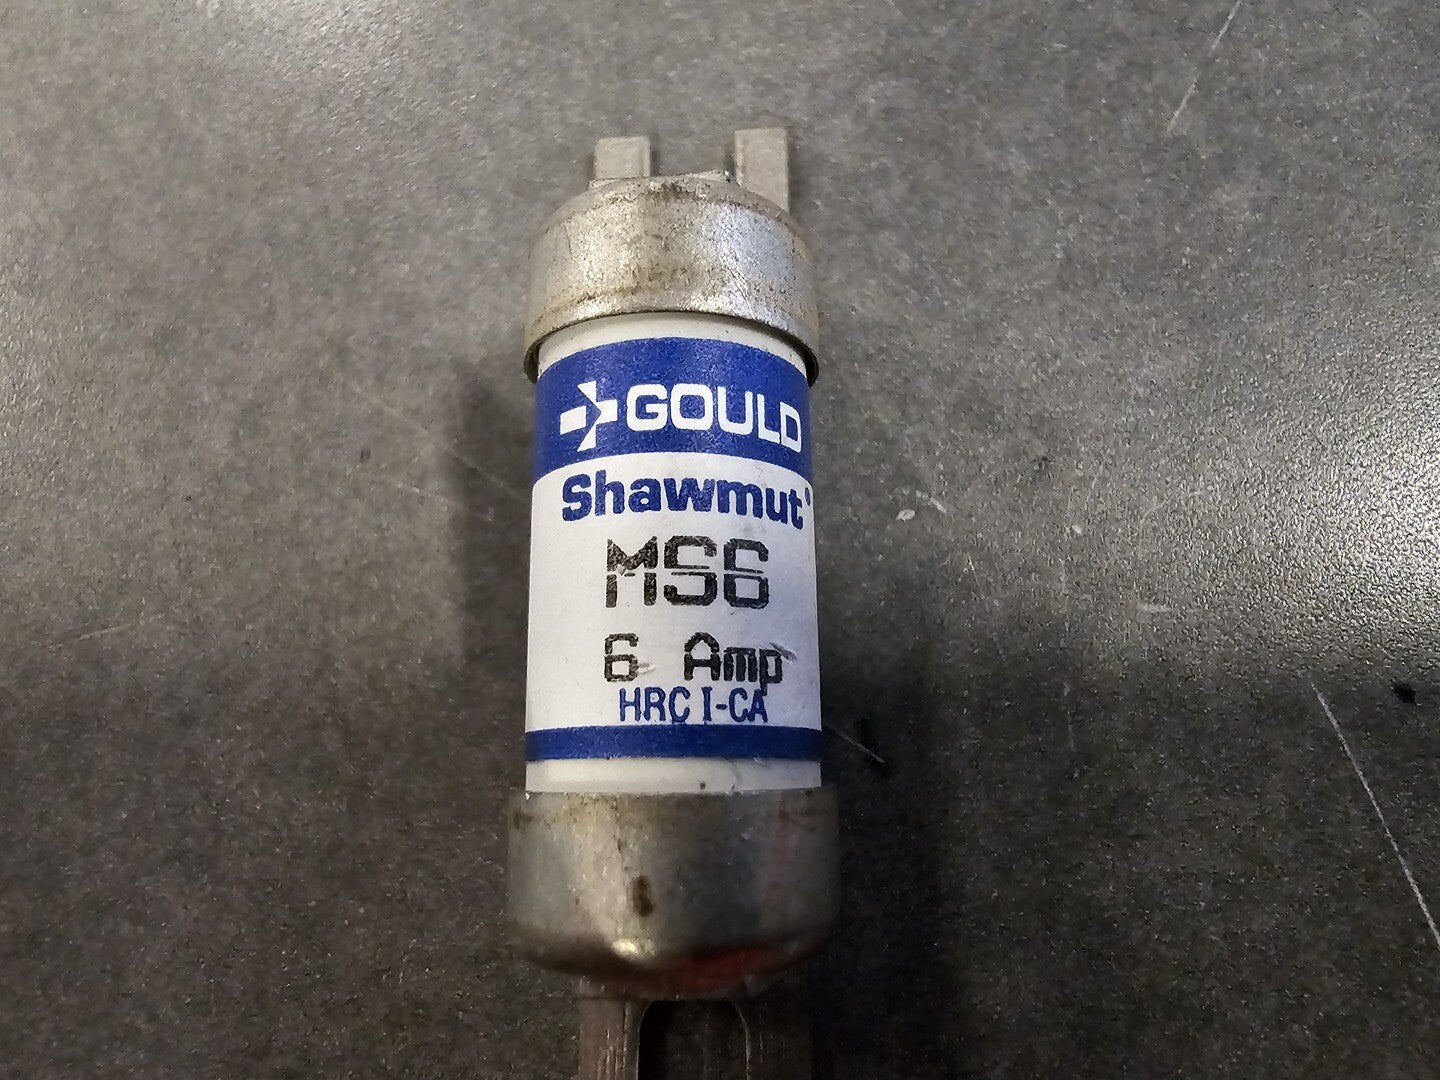 GOULD
Shawmut®
MS6
6 Amp
HRC I-CA